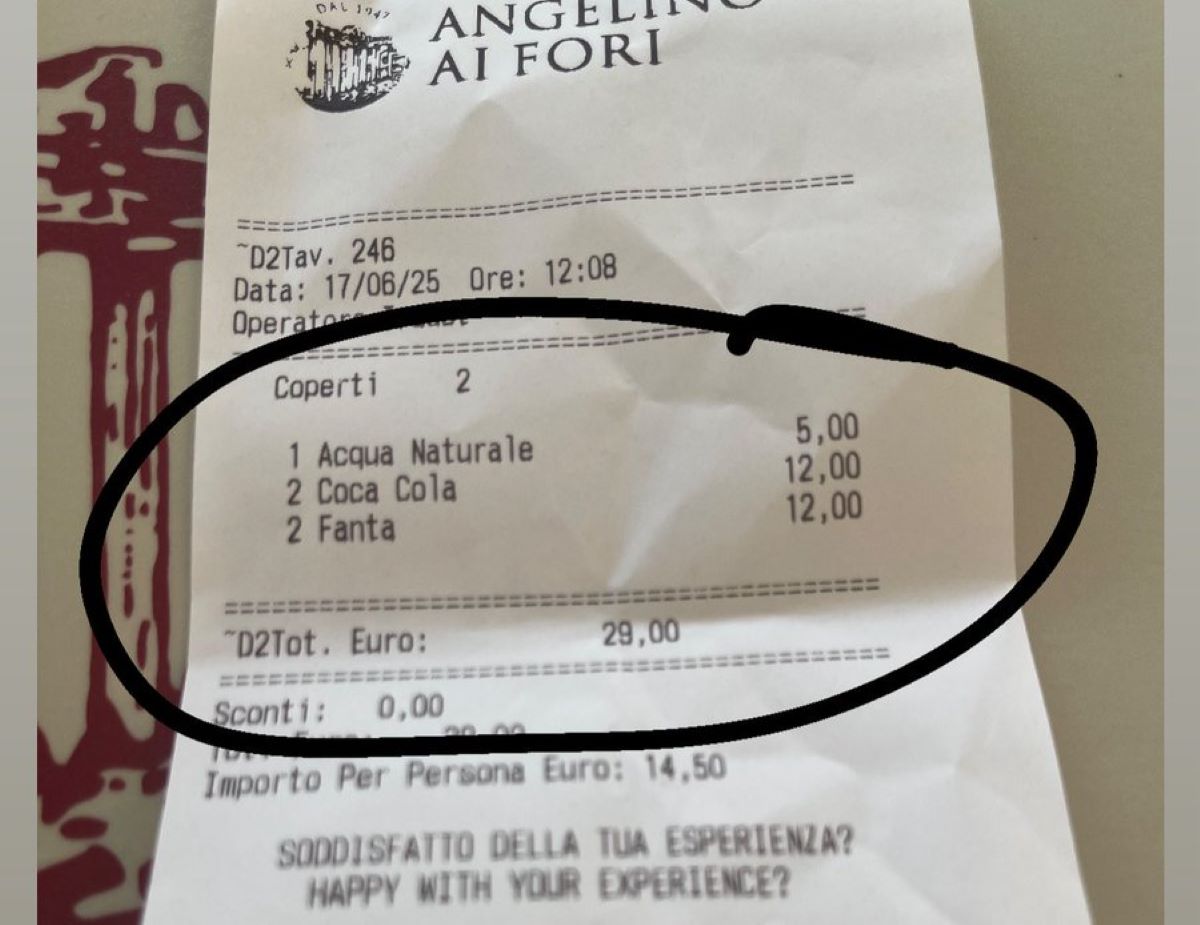 DAL 1947
ANGELINO
AI FORI
==========================================
~D2Tav. 246
Data: 17/06/25 Ore: 12:08
==========================================
Coperti 2
1 Acqua Naturale 5,00
2 Coca Cola 12,00
2 Fanta 12,00
==========================================
~D2Tot. Euro: 29,00
==========================================
Sconti: 0,00
Importo Per Persona Euro: 14,50
SODDISFATTO DELLA TUA ESPERIENZA?
HAPPY WITH YOUR EXPERIENCE?